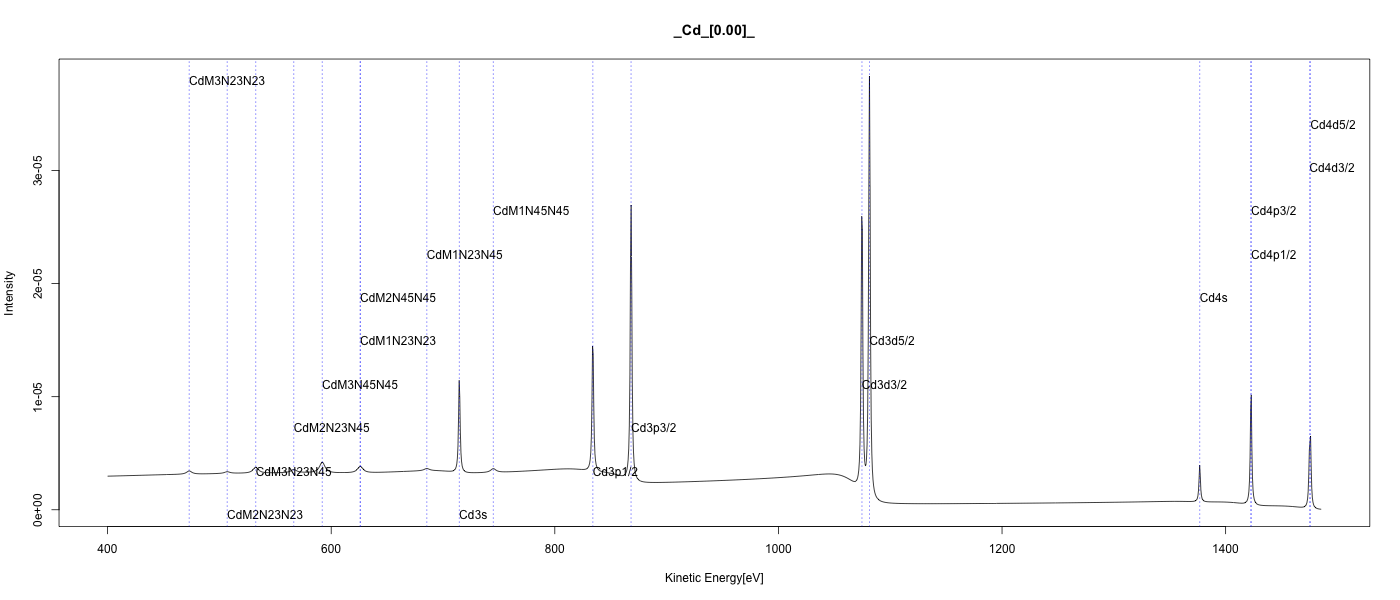 _Cd_[0.00]_
CdM3N23N23
Cd4d5/2
3e-05
Cd4d3/2
CdM1N45N45
Cd4p3/2
CdM1N23N45
Cd4p1/2
2e-05
CdM2N45N45
Cd4s
Intensity
CdM1N23N23
Cd3d5/2
CdM3N45N45
Cd3d3/2
1e-05
CdM2N23N45
Cd3p3/2
CdM3N23N45
Cd3p1/2
0e+00
CdM2N23N23
Cd3s
400 600 800 1000 1200 1400
Kinetic Energy[eV]